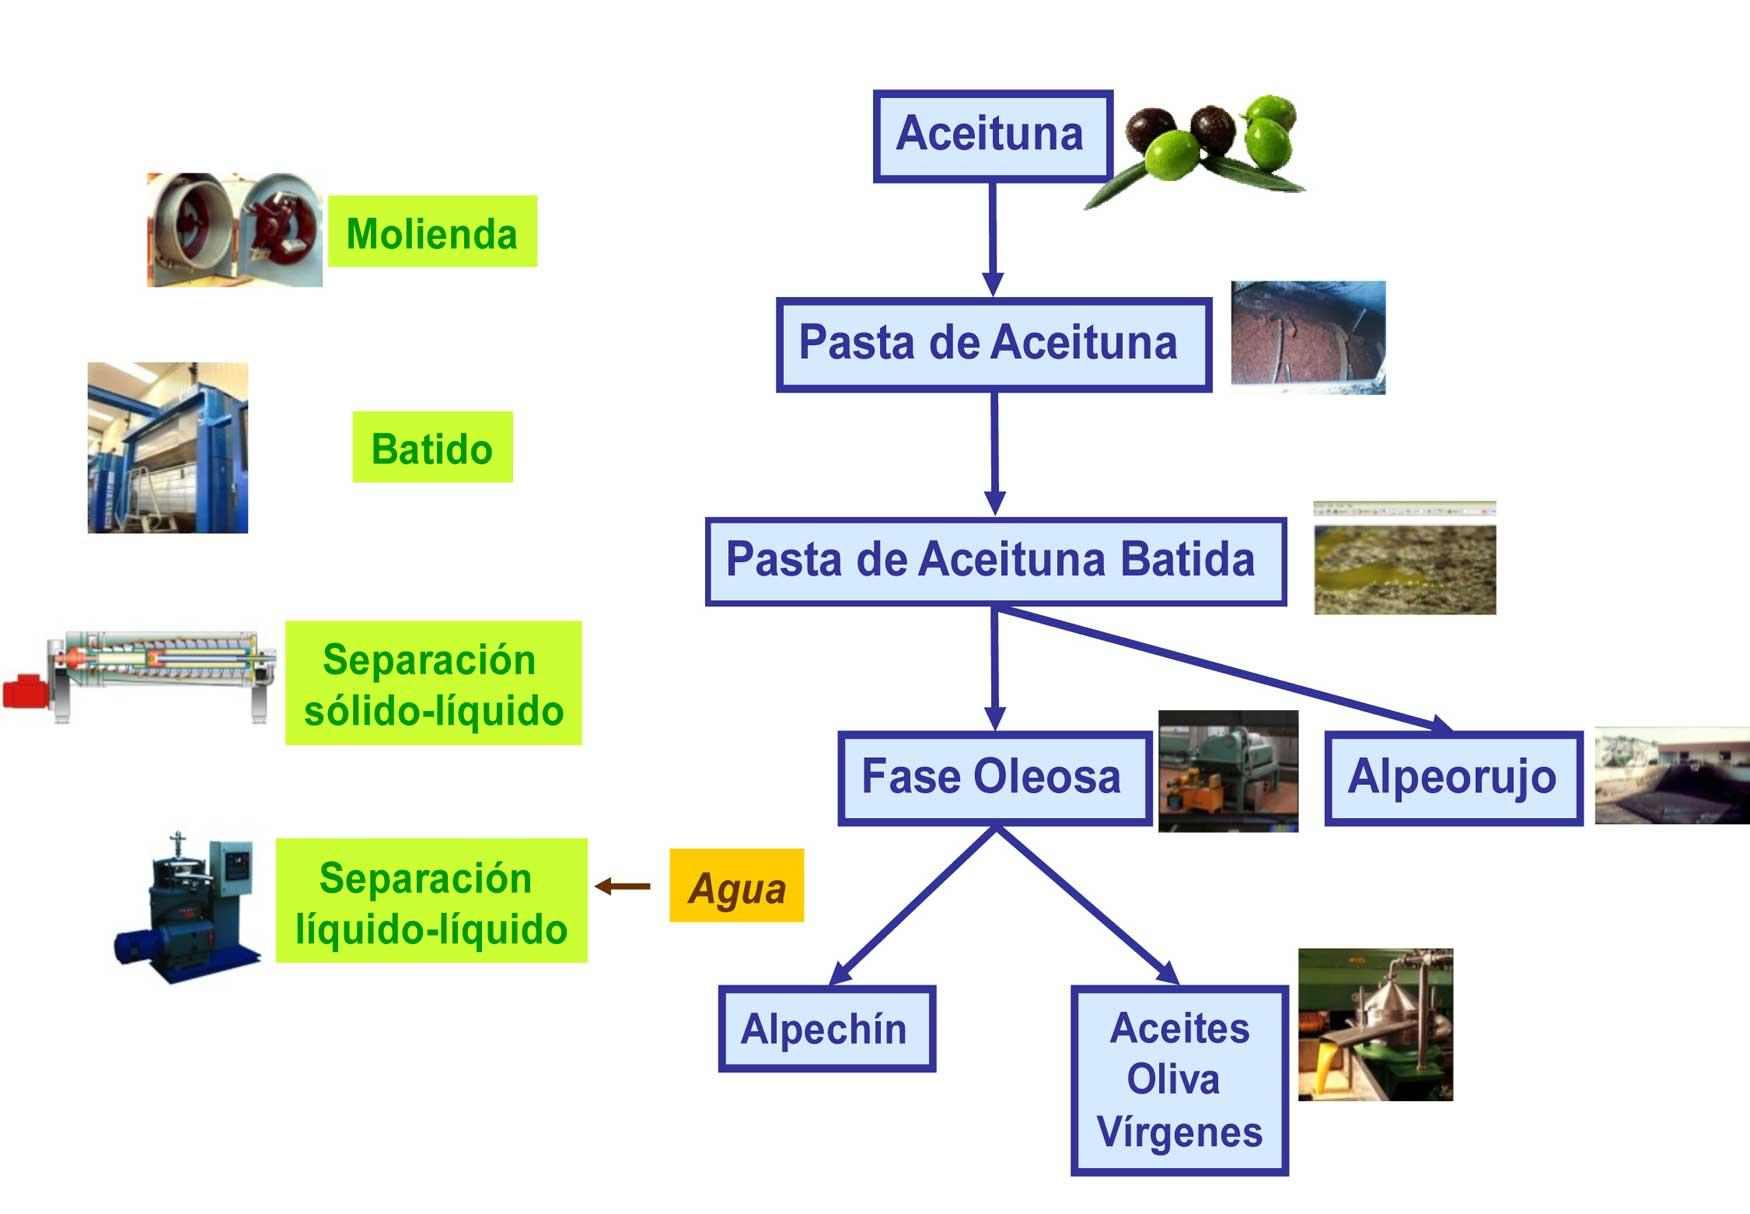 Aceituna
Molienda
Pasta de Aceituna
Batido
Pasta de Aceituna Batida
Separación
sólido-líquido
Fase Oleosa
Alpeorujo
Separación
líquido-líquido
Agua
Alpechín
Aceites
Oliva
Vírgenes